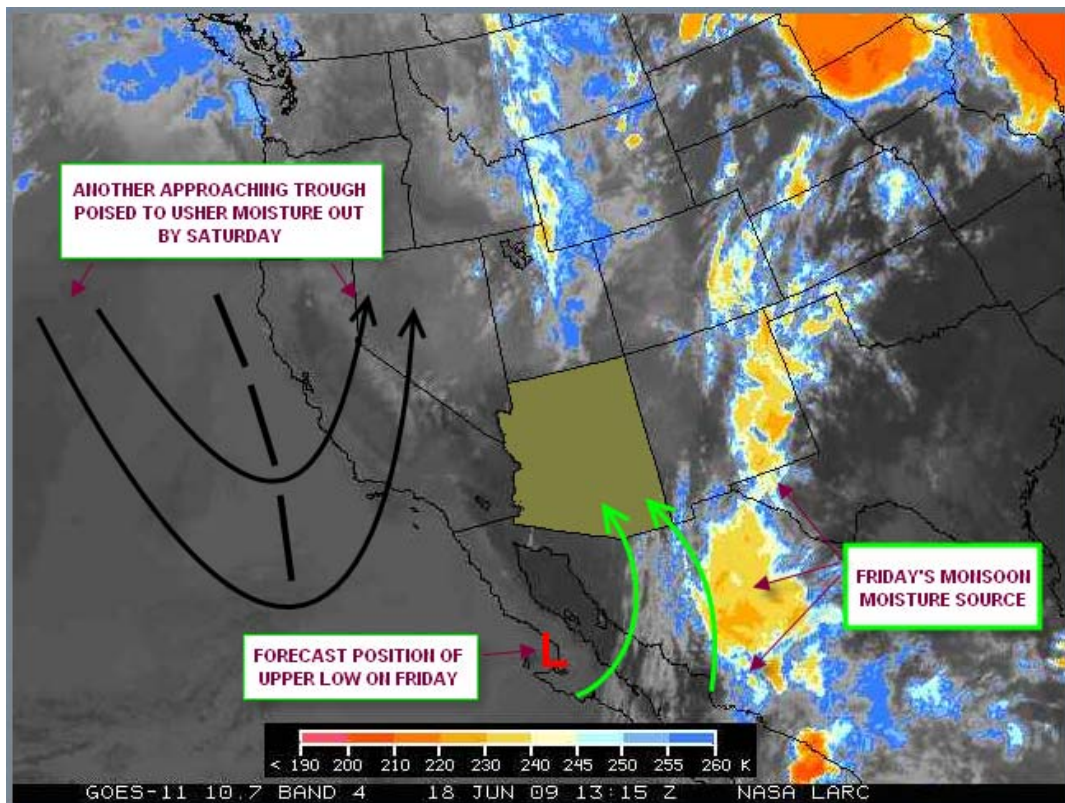 ANOTHER APPROACHING TROUGH
POISED TO USHER MOISTURE OUT
BY SATURDAY
FRIDAY'S MONSOON
MOISTURE SOURCE
FORECAST POSITION OF
UPPER LOW ON FRIDAY
L
< 190 200 210 220 230 240 245 250 255 260 K
GOES-11 10.7 BAND 4 18 JUN 09 13:15 Z NASA LARC